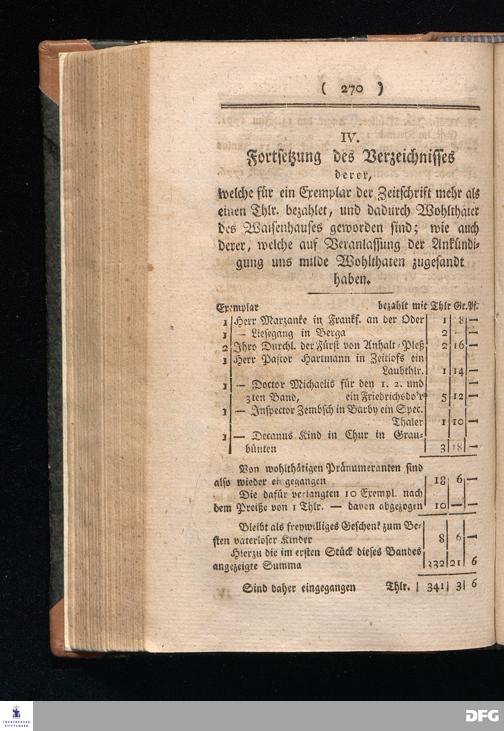 ( 270 )
IV.
Fortsetzung des Verzeichnisses
derer,
welche für ein Exemplar der Zeitschrift mehr als
einen Thlr. bezahlet, und dadurch Wohlthäter
des Waisenhauses geworden sind; wie auch
derer, welche auf Veranlassung der Ankündi-
gung uns milde Wohlthaten zugesandt
haben.
Exemplar bezahlt mit Thlr Gr. Pf.
1 Herr Marzanke in Frankf. an der Oder 1 8 —
1 — Liesegang in Berga 2 — —
2 Ihro Durchl. der Fürst von Anhalt-Pleß 2 16 —
1 Herr Pastor Hartmann in Zeitlofs ein
Laubthlr. 1 14 —
1 — Doctor Michaelis für den 1. 2. und
3ten Band, ein Friedrichsdo'r 5 12 —
1 — Inspector Zembsch in Barby ein Spec.
Thaler 1 10 —
1 — Decanus Kind in Chur in Grau-
bünten 3 18 —
Von wohlthätigen Pränumeranten sind
also wieder eingegangen 18 6 —
Die dafür verlangten 10 Exempl. nach
dem Preiße von 1 Thlr. — davon abgezogen 10 — —
Bleibt als freywilliges Geschenk zum Be-
sten vaterloser Kinder 8 6 —
Hierzu die im ersten Stück dieses Bandes
angezeigte Summa 332 21 6
Sind daher eingegangen Thlr. 341 3 6
FRANCKESCHE
STIFTUNGEN
DFG